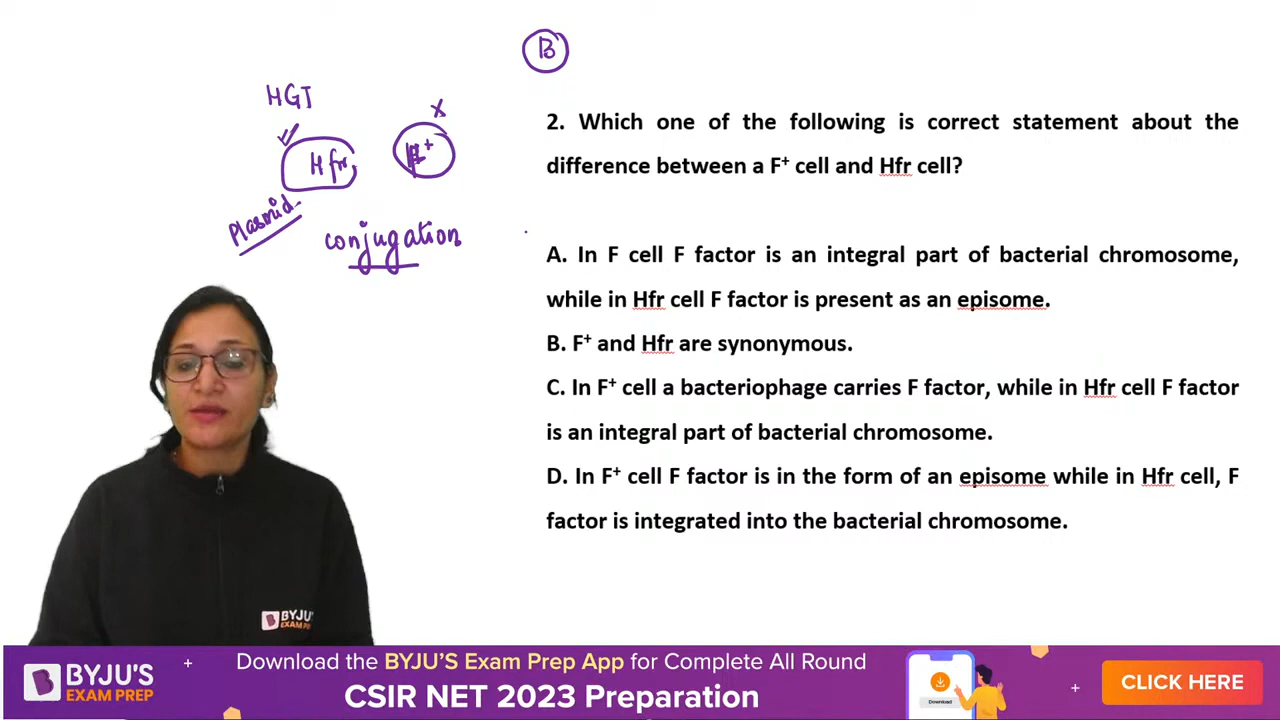 B
HGT
Hfr
plasmid
conjugation
2. Which one of the following is correct statement about the
difference between a F⁺ cell and Hfr cell?
A. In F cell F factor is an integral part of bacterial chromosome,
while in Hfr cell F factor is present as an episome.
B. F⁺ and Hfr are synonymous.
C. In F⁺ cell a bacteriophage carries F factor, while in Hfr cell F factor
is an integral part of bacterial chromosome.
D. In F⁺ cell F factor is in the form of an episome while in Hfr cell, F
factor is integrated into the bacterial chromosome.
BYJU'S
EXAM PREP
BYJU'S
EXAM PREP
Download the BYJU'S Exam Prep App for Complete All Round
CSIR NET 2023 Preparation
Download
CLICK HERE